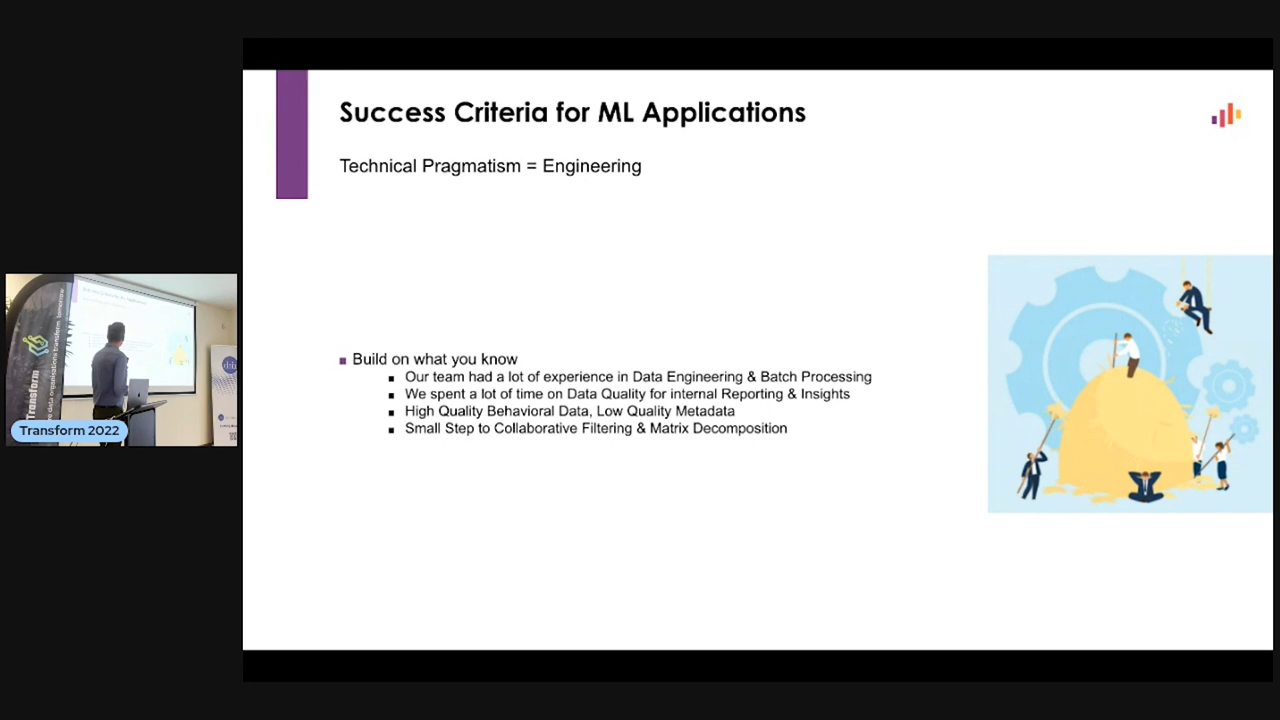 Success Criteria for ML Applications
Technical Pragmatism = Engineering
Build on what you know
Our team had a lot of experience in Data Engineering & Batch Processing
We spent a lot of time on Data Quality for internal Reporting & Insights
High Quality Behavioral Data, Low Quality Metadata
Small Step to Collaborative Filtering & Matrix Decomposition
Transform
Transform 2022